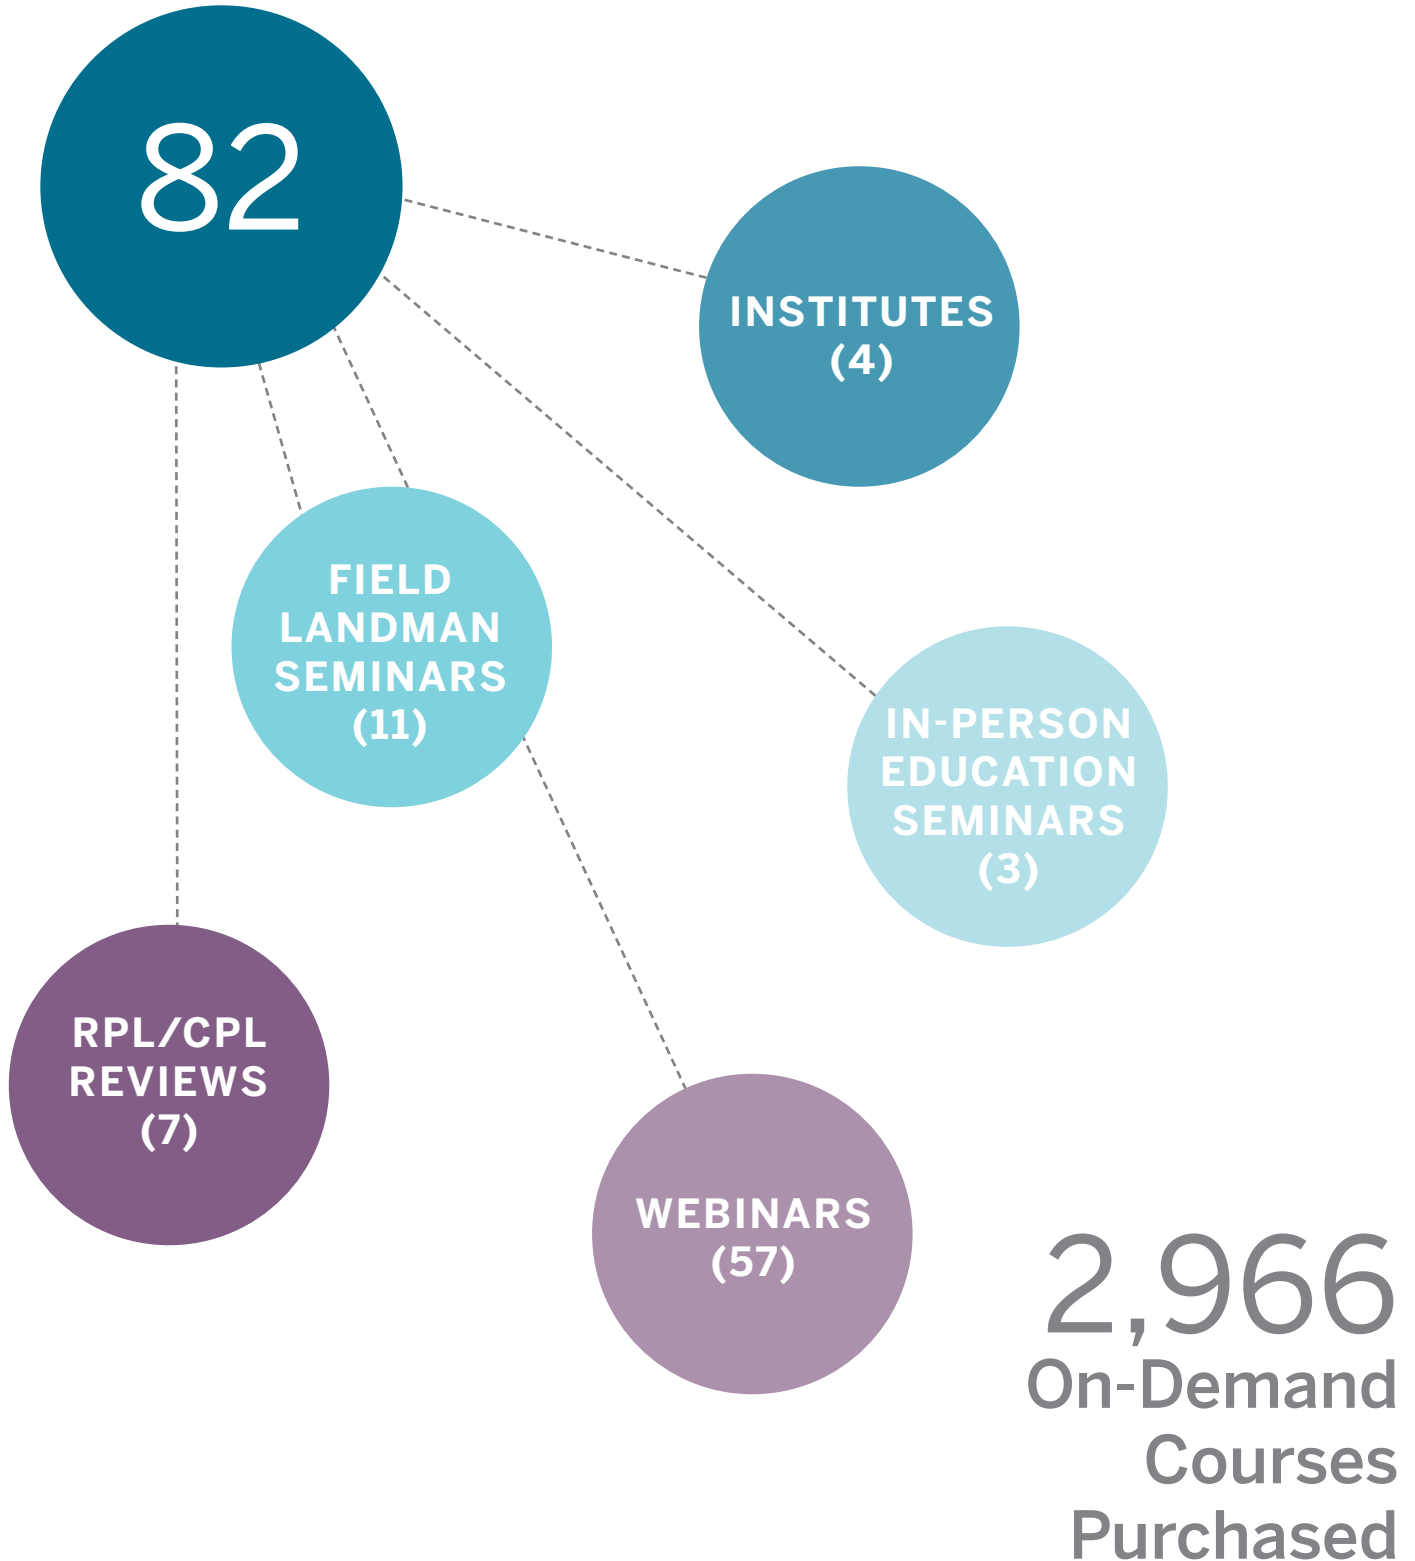 82
INSTITUTES
(4)
FIELD
LANDMAN
SEMINARS
(11)
IN-PERSON
EDUCATION
SEMINARS
(3)
RPL/CPL
REVIEWS
(7)
WEBINARS
(57)
2,966
On-Demand
Courses
Purchased